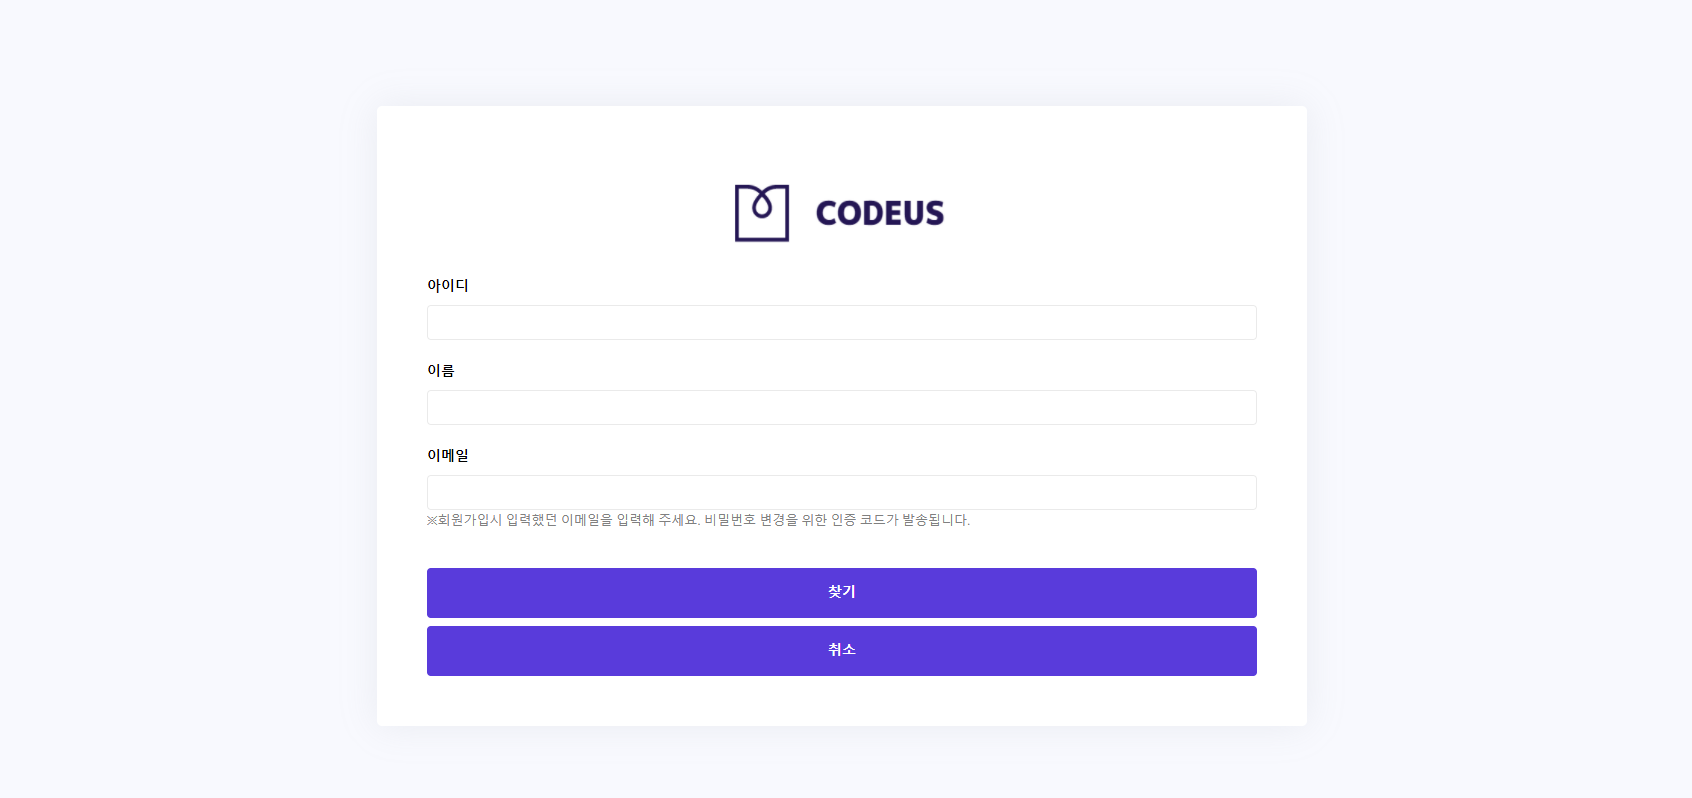 CODEUS
아이디
이름
이메일
※회원가입시 입력했던 이메일을 입력해 주세요. 비밀번호 변경을 위한 인증 코드가 발송됩니다.
찾기
취소